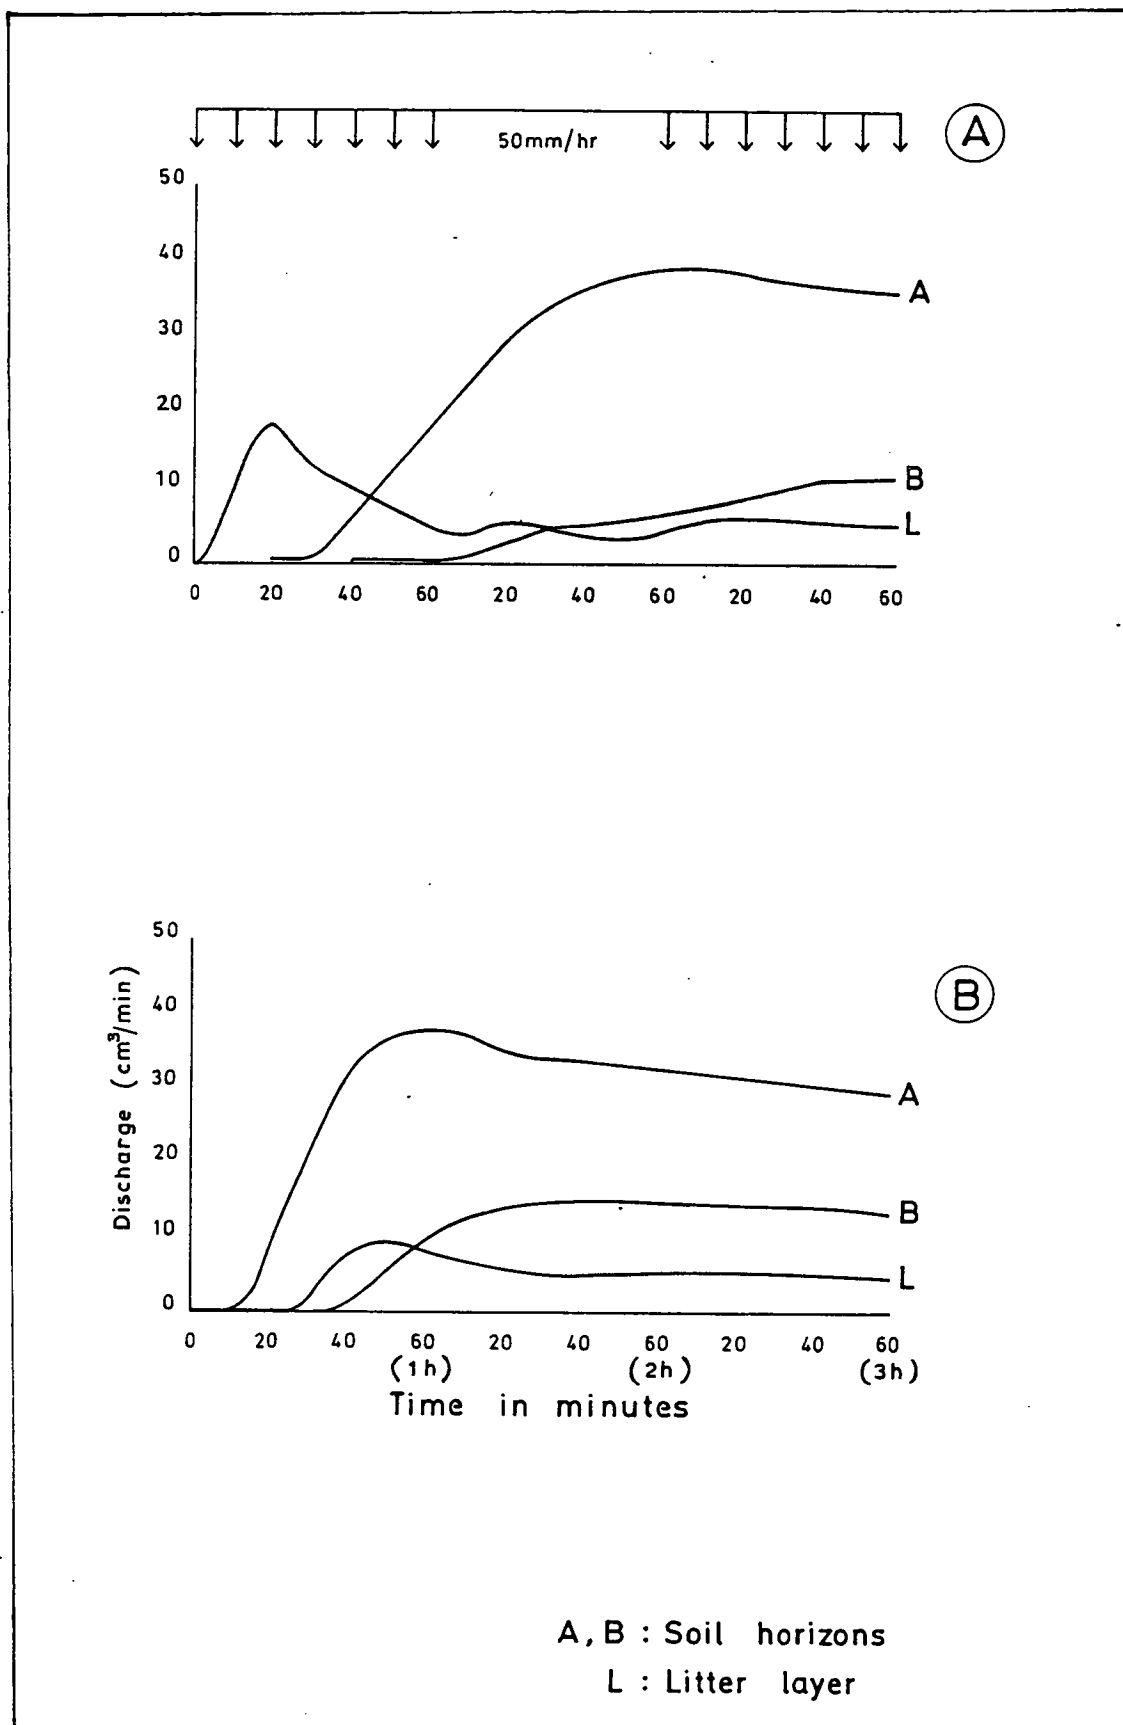 A
50mm/hr
50
40
30
20
10
0
A
B
L
0 20 40 60 20 40 60 20 40 60
B
50
40
30
20
10
0
Discharge (cm³/min)
A
B
L
0 20 40 60 20 40 60 20 40 60
(1h) (2h) (3h)
Time in minutes
A, B : Soil horizons
L : Litter layer